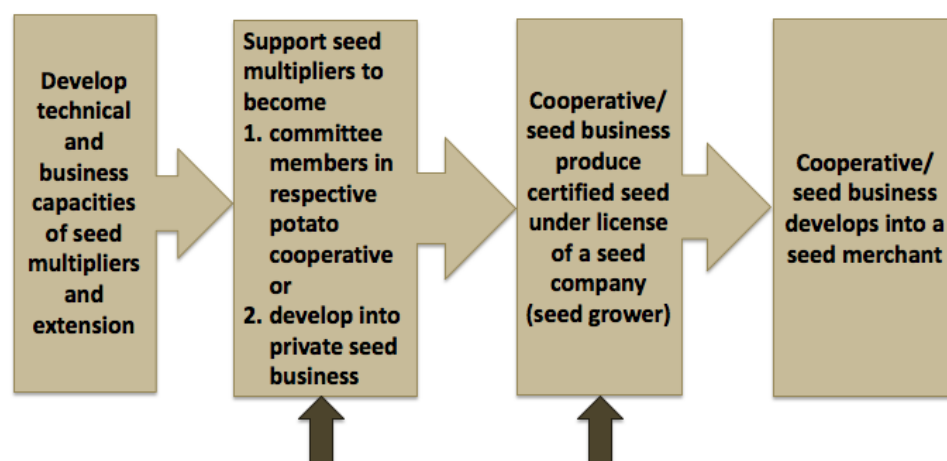 Develop
technical
and
business
capacities
of seed
multipliers
and
extension
Support seed
multipliers to
become
1. committee
members in
respective
potato
cooperative
or
2. develop into
private seed
business
Cooperative/
seed business
produce
certified seed
under license
of a seed
company
(seed grower)
Cooperative/
seed business
develops into a
seed merchant